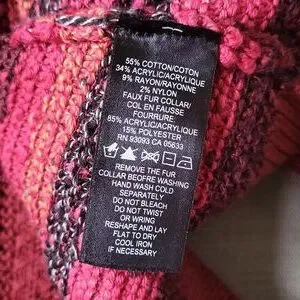 55% COTTON/COTON
34% ACRYLIC/ACRYLIQUE
9% RAYON/RAYONNE
2% NYLON
FAUX FUR COLLAR/
COL EN FAUSSE
FOURRURE
85% ACRYLIC/ACRYLIQUE
15% POLYESTER
RN 93093 CA 05633
REMOVE THE FUR
COLLAR BEOFRE WASHING
HAND WASH COLD
SEPARATELY
DO NOT BLEACH
DO NOT TWIST
OR WRING
RESHAPE AND LAY
FLAT TO DRY
COOL IRON
IF NECESSARY